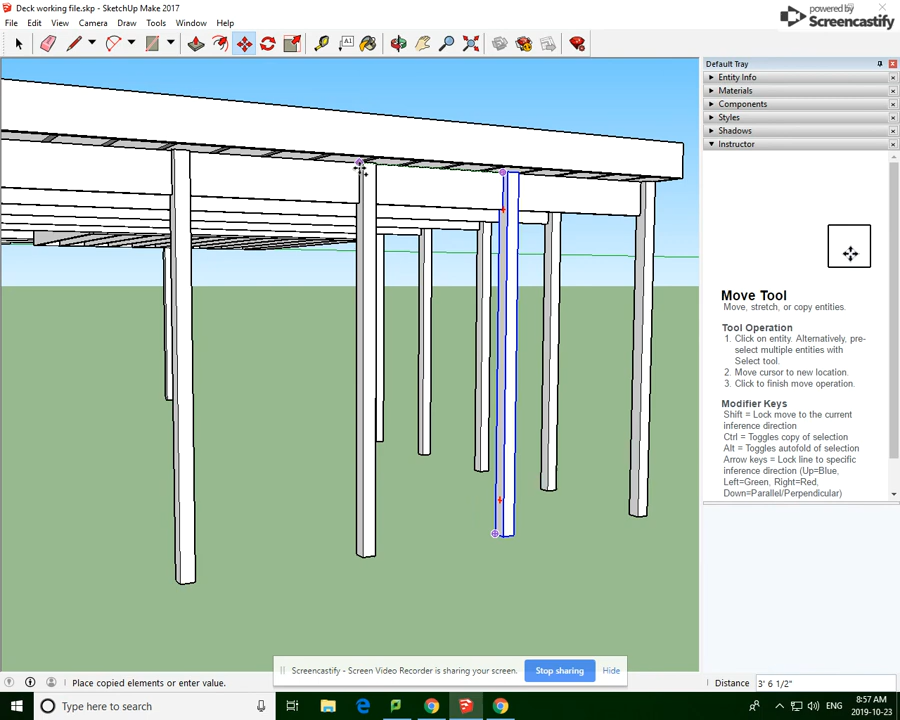 Deck working file.skp - SketchUp Make 2017
powered by
Screencastify
File Edit View Camera Draw Tools Window Help
Default Tray
Entity Info
Materials
Components
Styles
Shadows
Instructor
Move Tool
Move, stretch, or copy entities.
Tool Operation
1. Click on entity. Alternatively, pre-
select multiple entities with
Select tool.
2. Move cursor to new location.
3. Click to finish move operation.
Modifier Keys
Shift = Lock move to the current
inference direction
Ctrl = Toggles copy of selection
Alt = Toggles autofold of selection
Arrow keys = Lock line to specific
inference direction (Up=Blue,
Left=Green, Right=Red,
Down=Parallel/Perpendicular)
Screencastify - Screen Video Recorder is sharing your screen.
Stop sharing
Hide
Place copied elements or enter value.
Distance 3' 6 1/2"
Type here to search
ENG
8:57 AM
2019-10-23